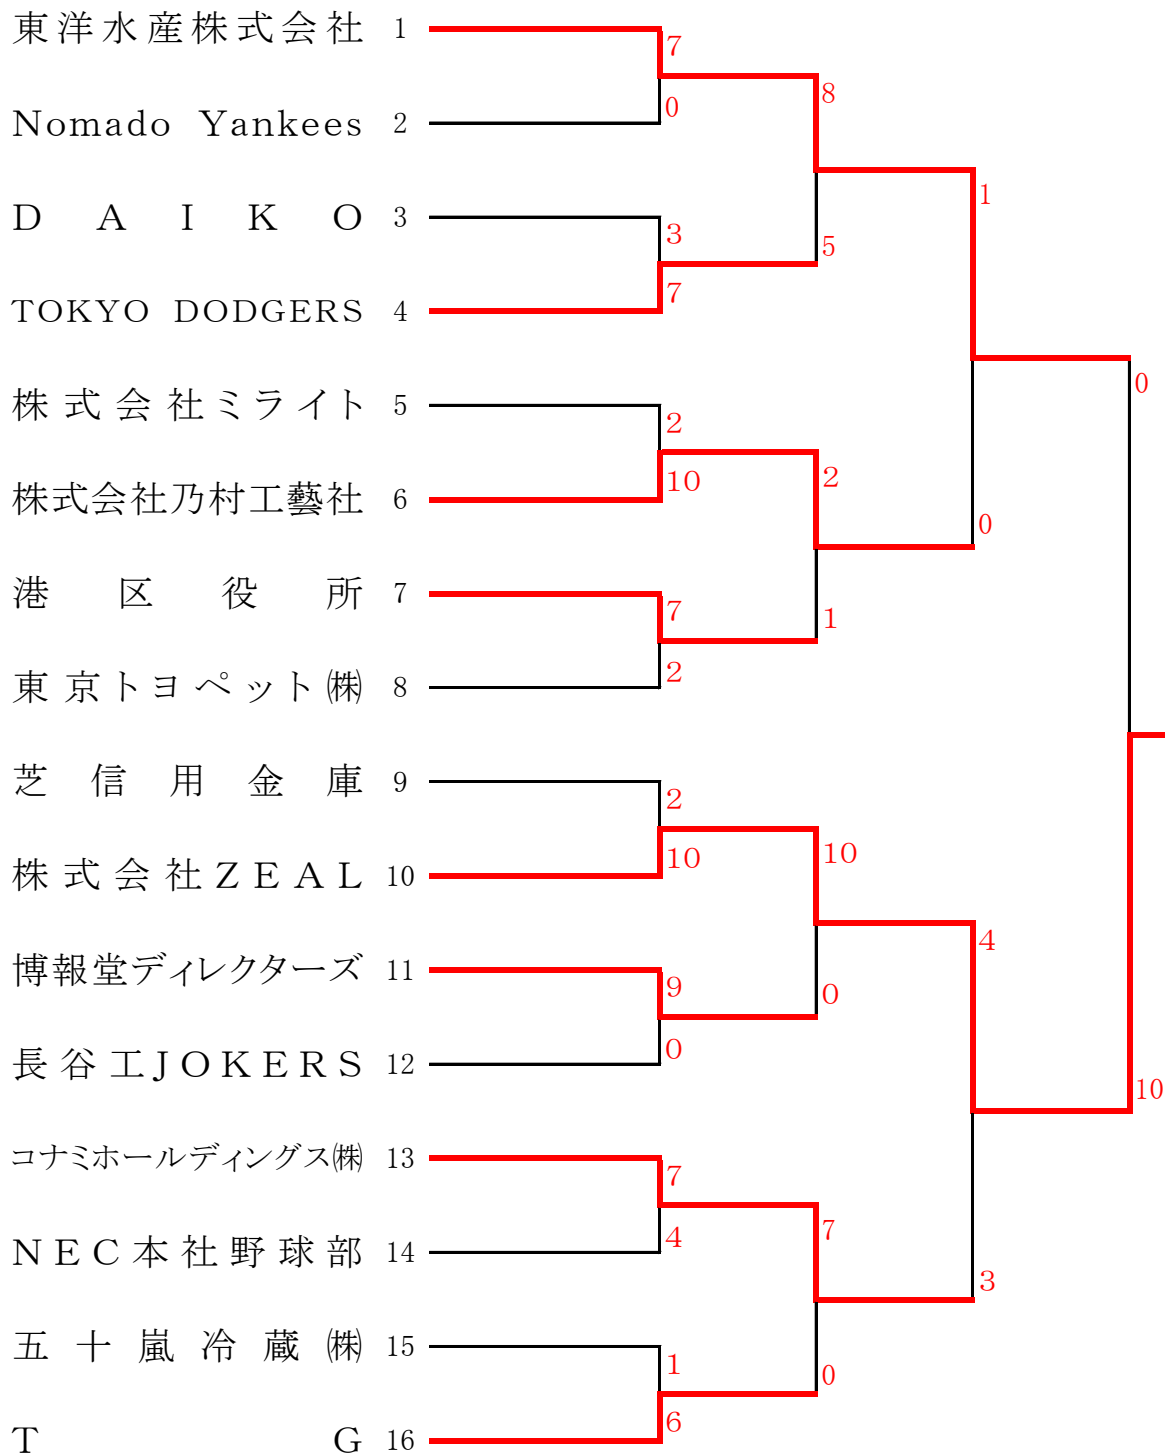 東洋水産株式会社 1
7
8
0
Nomado Yankees 2
1
D A I K O 3
3
5
7
TOKYO DODGERS 4
0
株式会社ミライト 5
2
10
2
株式会社乃村工藝社 6
0
港区役所 7
7
1
2
東京トヨペット㈱ 8
芝信用金庫 9
2
10
10
株式会社ZEAL 10
4
博報堂ディレクターズ 11
9
0
0
長谷工JOKERS 12
10
コナミホールディングス㈱ 13
7
7
4
NEC本社野球部 14
3
五十嵐冷蔵㈱ 15
1
0
6
T G 16